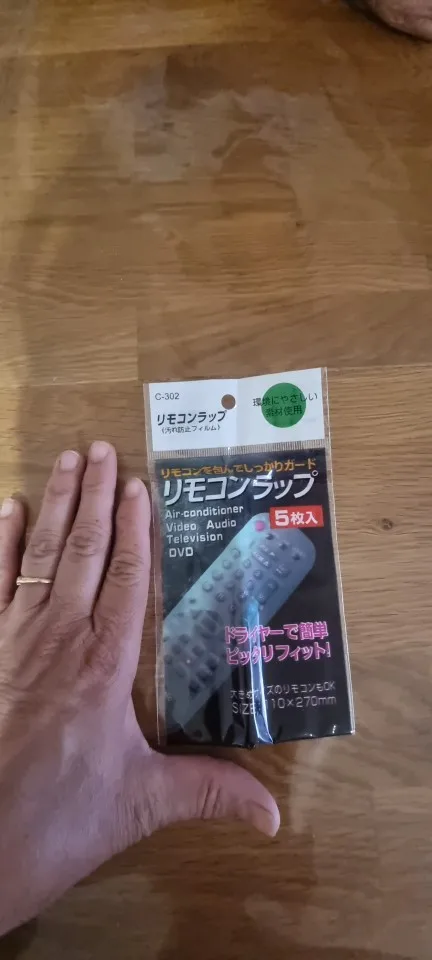 C-302
リモコンラップ
(汚れ防止フィルム)
環境にやさしい
素材使用
リモコンを包んでしっかりガード
リモコンラップ
Air-conditioner
Video Audio
Television
DVD
5枚入
ドライヤーで簡単
ピッタリフィット!
大きめサイズのリモコンもOK
SIZE 110×270mm